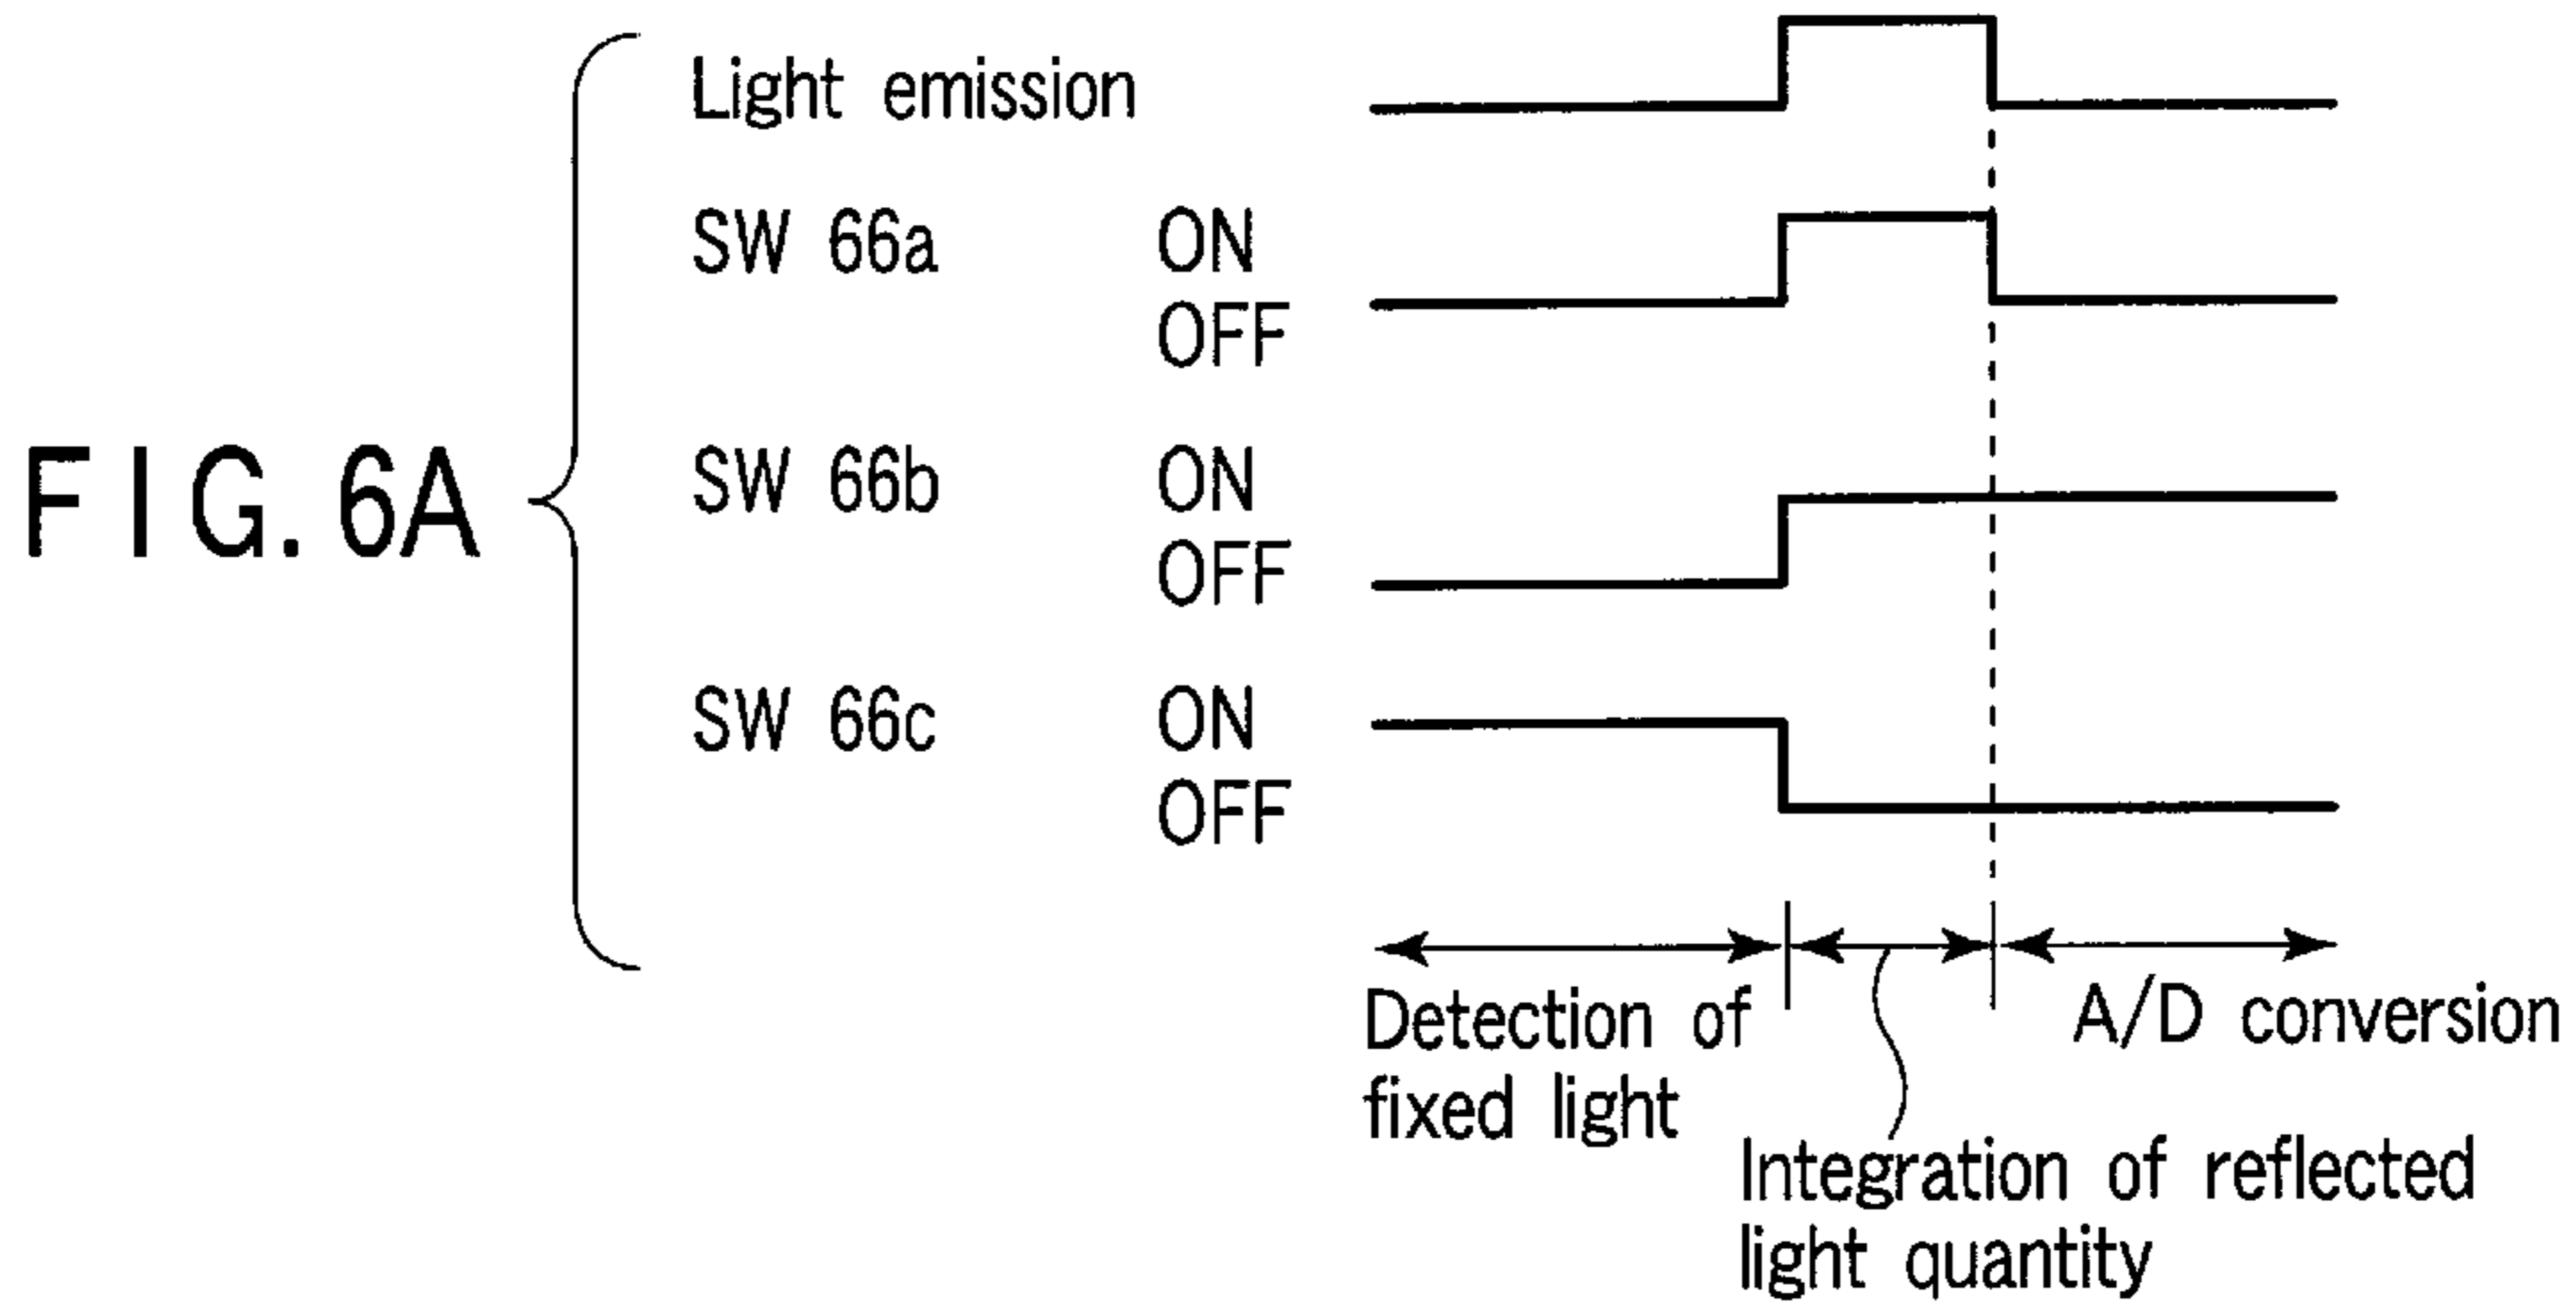 FIG. 6A
Light emission
SW 66a ON
OFF
SW 66b ON
OFF
SW 66c ON
OFF
Detection of
fixed light
Integration of reflected
light quantity
A/D conversion